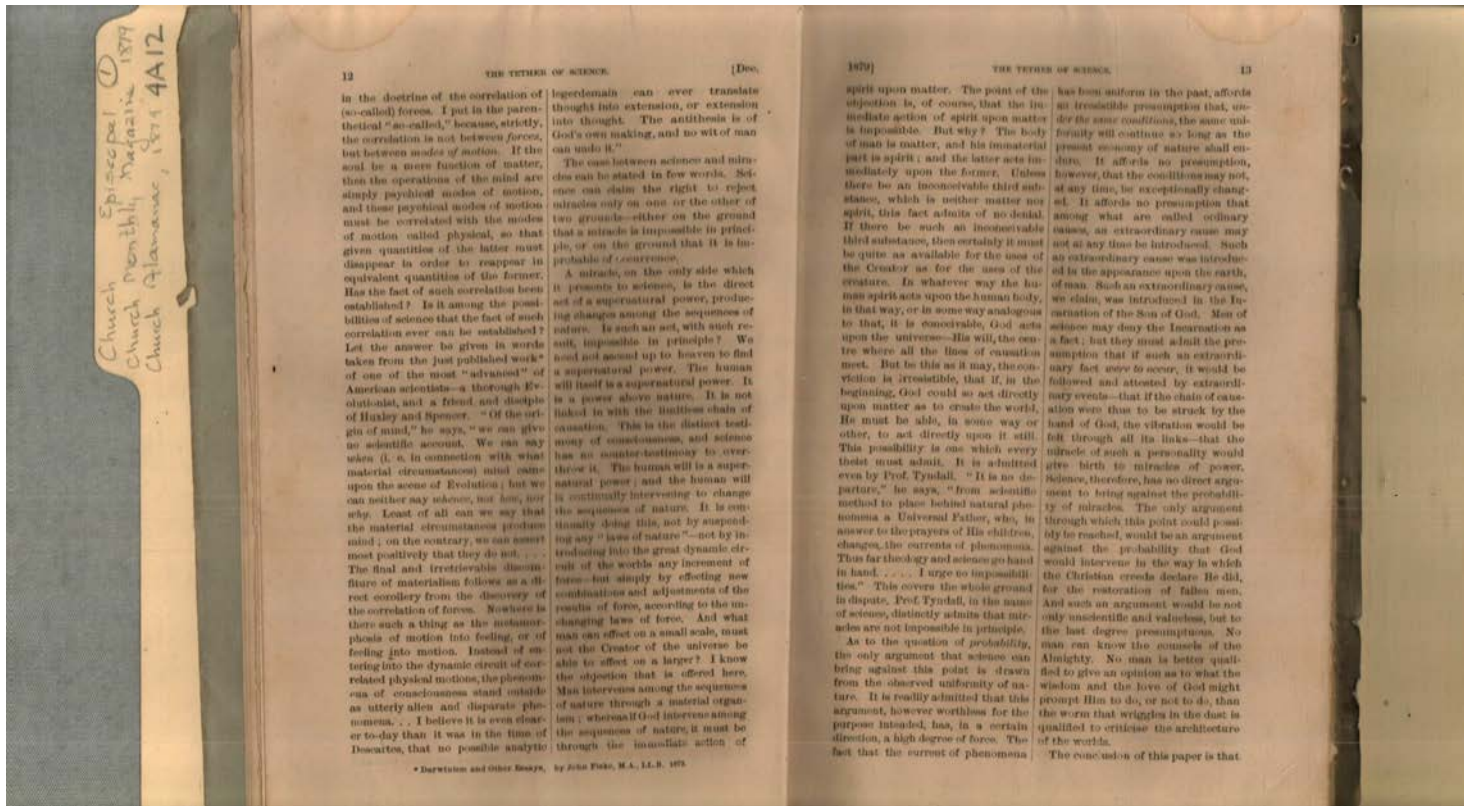 Church Episcopal ①
Church monthly magazine 1879
Church Alamanac, 1879 4A12
12
THE TETHER OF SCIENCE.
[Dec,
in the doctrine of the correlation of
(so-called) forces. I put in the paren-
thetical "so-called," because, strictly,
the correlation is not between forces,
but between modes of motion. If the
soul be a mere function of matter,
then the operations of the mind are
simply psychical modes of motion,
and these psychical modes of motion
must be correlated with the modes
of motion called physical, so that
given quantities of the latter must
disappear in order to reappear in
equivalent quantities of the former.
Has the fact of such correlation been
established? Is it among the possi-
bilities of science that the fact of such
correlation ever can be established?
Let the answer be given in words
taken from the just published work*
of one of the most "advanced" of
American scientists—a thorough Ev-
olutionist, and a friend and disciple
of Huxley and Spencer. "Of the ori-
gin of mind," he says, "we can give
no scientific account. We can say
when (i. e. in connection with what
material circumstances) mind came
upon the scene of Evolution; but we
can neither say whence, nor how, nor
why. Least of all can we say that
the material circumstances produce
mind; on the contrary, we can assert
most positively that they do not. . . .
The final and irretrievable discom-
fiture of materialism follows as a di-
rect corollery from the discovery of
the correlation of forces. Nowhere is
there such a thing as the metamor-
phosis of motion into feeling, or of
feeling into motion. Instead of en-
tering into the dynamic circuit of cor-
related physical motions, the phenom-
ena of consciousness stand outside
as utterly alien and disparate phe-
nomena. . . I believe it is even clear-
er to-day than it was in the time of
Descartes, that no possible analytic
legerdemain can ever translate
thought into extension, or extension
into thought. The antithesis is of
God's own making, and no wit of man
can undo it."
The case between science and mira-
cles can be stated in few words. Sci-
ence can claim the right to reject
miracles only on one or the other of
two grounds—either on the ground
that a miracle is impossible in princi-
ple, or on the ground that it is im-
probable of occurrence.
A miracle, on the only side which
it presents to science, is the direct
act of a supernatural power, produc-
ing changes among the sequences of
nature. Is such an act, with such re-
sult, impossible in principle? We
need not ascend up to heaven to find
a supernatural power. The human
will itself is a supernatural power. It
is a power above nature. It is not
linked in with the limitless chain of
causation. This is the distinct testi-
mony of consciousness, and science
has no counter-testimony to over-
throw it. The human will is a super-
natural power; and the human will
is continually intervening to change
the sequences of nature. It is con-
tinually doing this, not by suspend-
ing any "laws of nature"—not by in-
troducing into the great dynamic cir-
cuit of the worlds any increment of
force—but simply by effecting new
combinations and adjustments of the
results of force, according to the un-
changing laws of force. And what
man can effect on a small scale, must
not the Creator of the universe be
able to effect on a larger? I know
the objection that is offered here.
Man intervenes among the sequences
of nature through a material organ-
ism; whereas if God intervene among
the sequences of nature, it must be
through the immediate action of
* Darwinism and Other Essays, by John Fiske, M.A., LL.B. 1879.
1879]
THE TETHER OF SCIENCE.
13
spirit upon matter. The point of the
objection is, of course, that the im-
mediate action of spirit upon matter
is impossible. But why? The body
of man is matter, and his immaterial
part is spirit; and the latter acts im-
mediately upon the former. Unless
there be an inconceivable third sub-
stance, which is neither matter nor
spirit, this fact admits of no denial.
If there be such an inconceivable
third substance, then certainly it must
be quite as available for the uses of
the Creator as for the uses of the
creature. In whatever way the hu-
man spirit acts upon the human body,
in that way, or in some way analogous
to that, it is conceivable, God acts
upon the universe—His will, the cen-
tre where all the lines of causation
meet. But be this as it may, the con-
viction is irresistible, that if, in the
beginning, God could so act directly
upon matter as to create the world,
He must be able, in some way or
other, to act directly upon it still.
This possibility is one which every
theist must admit. It is admitted
even by Prof. Tyndall. "It is no de-
parture," he says, "from scientific
method to place behind natural phe-
nomena a Universal Father, who, in
answer to the prayers of His children,
changes the currents of phenomena.
Thus far theology and science go hand
in hand. . . . . I urge no impossibili-
ties." This covers the whole ground
in dispute. Prof. Tyndall, in the name
of science, distinctly admits that mir-
acles are not impossible in principle.
As to the question of probability,
the only argument that science can
bring against this point is drawn
from the observed uniformity of na-
ture. It is readily admitted that this
argument, however worthless for the
purpose intended, has, in a certain
direction, a high degree of force. The
fact that the current of phenomena
has been uniform in the past, affords
an irresistible presumption that, un-
der the same conditions, the same uni-
formity will continue so long as the
present economy of nature shall en-
dure. It affords no presumption,
however, that the conditions may not,
at any time, be exceptionally chang-
ed. It affords no presumption that
among what are called ordinary
causes, an extraordinary cause may
not at any time be introduced. Such
an extraordinary cause was introduc-
ed in the appearance upon the earth,
of man. Such an extraordinary cause,
we claim, was introduced in the In-
carnation of the Son of God. Men of
science may deny the Incarnation as
a fact; but they must admit the pre-
sumption that if such an extraordi-
nary fact were to occur, it would be
followed and attested by extraordi-
nary events—that if the chain of caus-
ation were thus to be struck by the
hand of God, the vibration would be
felt through all its links—that the
miracle of such a personality would
give birth to miracles of power.
Science, therefore, has no direct argu-
ment to bring against the probabili-
ty of miracles. The only argument
through which this point could possi-
bly be reached, would be an argument
against the probability that God
would intervene in the way in which
the Christian creeds declare He did,
for the restoration of fallen men.
And such an argument would be not
only unscientific and valueless, but to
the last degree presumptuous. No
man can know the counsels of the
Almighty. No man is better quali-
fied to give an opinion as to what the
wisdom and the love of God might
prompt Him to do, or not to do, than
the worm that wriggles in the dust is
qualified to criticise the architecture
of the worlds.
The conclusion of this paper is that